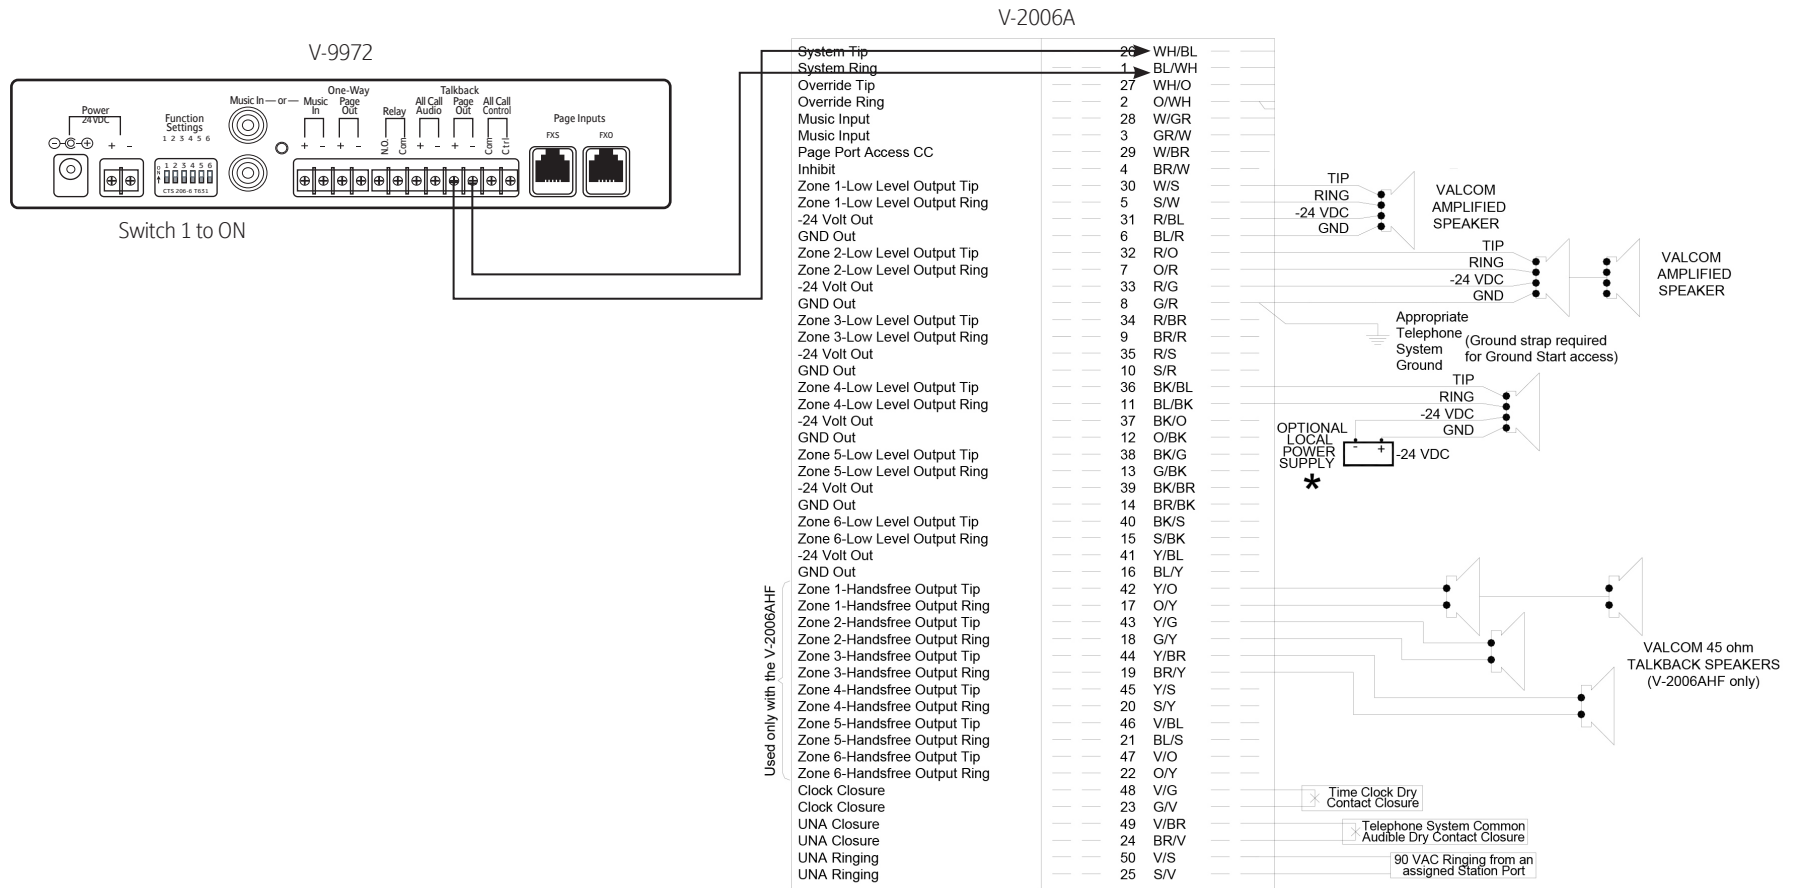 V-2006A
V-9972
Power
24VDC
+ -
Function
Settings
1 2 3 4 5 6
1 2 3 4 5 6
CTS 206-6 T631
Music In — or — Music
In
One-Way
Page
Out
+ - + -
Relay
N.O.
Com
Talkback
All Call
Audio
Page
Out
All Call
Control
+ - + -
Com
Ctrl
Page Inputs
FXS
FXO
Switch 1 to ON
System Tip 26 WH/BL
System Ring 1 BL/WH
Override Tip 27 WH/O
Override Ring 2 O/WH
Music Input 28 W/GR
Music Input 3 GR/W
Page Port Access CC 29 W/BR
Inhibit 4 BR/W
Zone 1-Low Level Output Tip 30 W/S
Zone 1-Low Level Output Ring 5 S/W
-24 Volt Out 31 R/BL
GND Out 6 BL/R
Zone 2-Low Level Output Tip 32 R/O
Zone 2-Low Level Output Ring 7 O/R
-24 Volt Out 33 R/G
GND Out 8 G/R
Zone 3-Low Level Output Tip 34 R/BR
Zone 3-Low Level Output Ring 9 BR/R
-24 Volt Out 35 R/S
GND Out 10 S/R
Zone 4-Low Level Output Tip 36 BK/BL
Zone 4-Low Level Output Ring 11 BL/BK
-24 Volt Out 37 BK/O
GND Out 12 O/BK
Zone 5-Low Level Output Tip 38 BK/G
Zone 5-Low Level Output Ring 13 G/BK
-24 Volt Out 39 BK/BR
GND Out 14 BR/BK
Zone 6-Low Level Output Tip 40 BK/S
Zone 6-Low Level Output Ring 15 S/BK
-24 Volt Out 41 Y/BL
GND Out 16 BL/Y
Used only with the V-2006AHF
Zone 1-Handsfree Output Tip 42 Y/O
Zone 1-Handsfree Output Ring 17 O/Y
Zone 2-Handsfree Output Tip 43 Y/G
Zone 2-Handsfree Output Ring 18 G/Y
Zone 3-Handsfree Output Tip 44 Y/BR
Zone 3-Handsfree Output Ring 19 BR/Y
Zone 4-Handsfree Output Tip 45 Y/S
Zone 4-Handsfree Output Ring 20 S/Y
Zone 5-Handsfree Output Tip 46 V/BL
Zone 5-Handsfree Output Ring 21 BL/S
Zone 6-Handsfree Output Tip 47 V/O
Zone 6-Handsfree Output Ring 22 O/Y
Clock Closure 48 V/G
Clock Closure 23 G/V
UNA Closure 49 V/BR
UNA Closure 24 BR/V
UNA Ringing 50 V/S
UNA Ringing 25 S/V
TIP
RING
-24 VDC
GND
VALCOM
AMPLIFIED
SPEAKER
TIP
RING
-24 VDC
GND
VALCOM
AMPLIFIED
SPEAKER
Appropriate
Telephone
System
Ground
(Ground strap required
for Ground Start access)
TIP
RING
-24 VDC
GND
OPTIONAL
LOCAL
POWER
SUPPLY
*
- +
-24 VDC
VALCOM 45 ohm
TALKBACK SPEAKERS
(V-2006AHF only)
Time Clock Dry
Contact Closure
Telephone System Common
Audible Dry Contact Closure
90 VAC Ringing from an
assigned Station Port